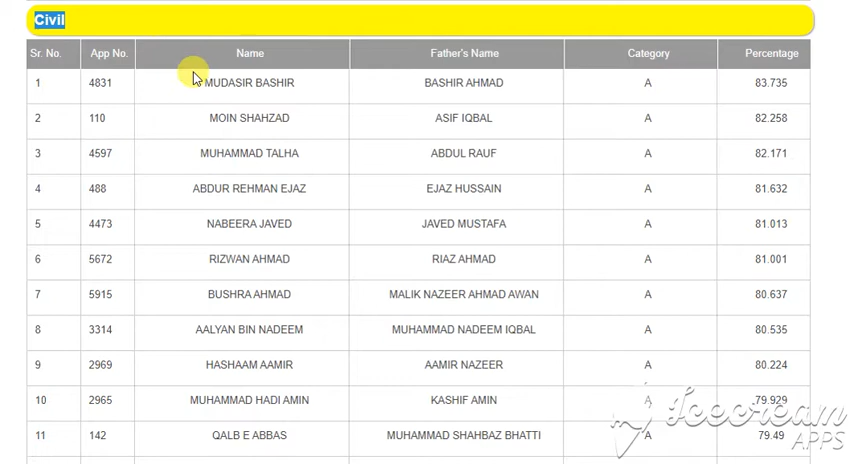 Civil
Sr. No. App No. Name Father's Name Category Percentage
1 4831 MUDASIR BASHIR BASHIR AHMAD A 83.735
2 110 MOIN SHAHZAD ASIF IQBAL A 82.258
3 4597 MUHAMMAD TALHA ABDUL RAUF A 82.171
4 488 ABDUR REHMAN EJAZ EJAZ HUSSAIN A 81.632
5 4473 NABEERA JAVED JAVED MUSTAFA A 81.013
6 5672 RIZWAN AHMAD RIAZ AHMAD A 81.001
7 5915 BUSHRA AHMAD MALIK NAZEER AHMAD AWAN A 80.637
8 3314 AALYAN BIN NADEEM MUHAMMAD NADEEM IQBAL A 80.535
9 2969 HASHAAM AAMIR AAMIR NAZEER A 80.224
10 2965 MUHAMMAD HADI AMIN KASHIF AMIN A 79.929
11 142 QALB E ABBAS MUHAMMAD SHAHBAZ BHATTI A 79.49
Icecream
APPS